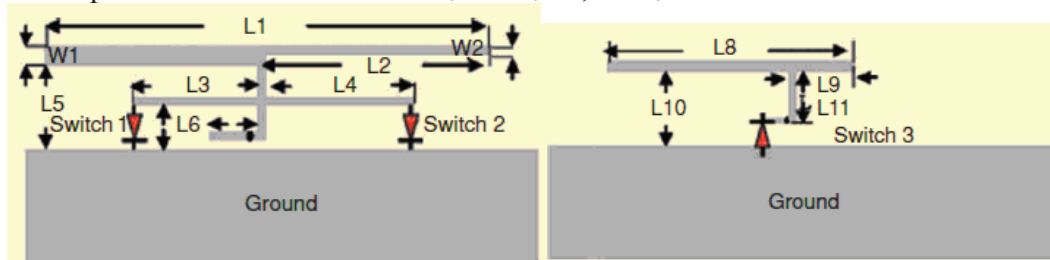 L1
W1
W2
L2
L3
L4
L5
Switch 1
L6
Switch 2
Ground
L8
L9
L10
L11
Switch 3
Ground